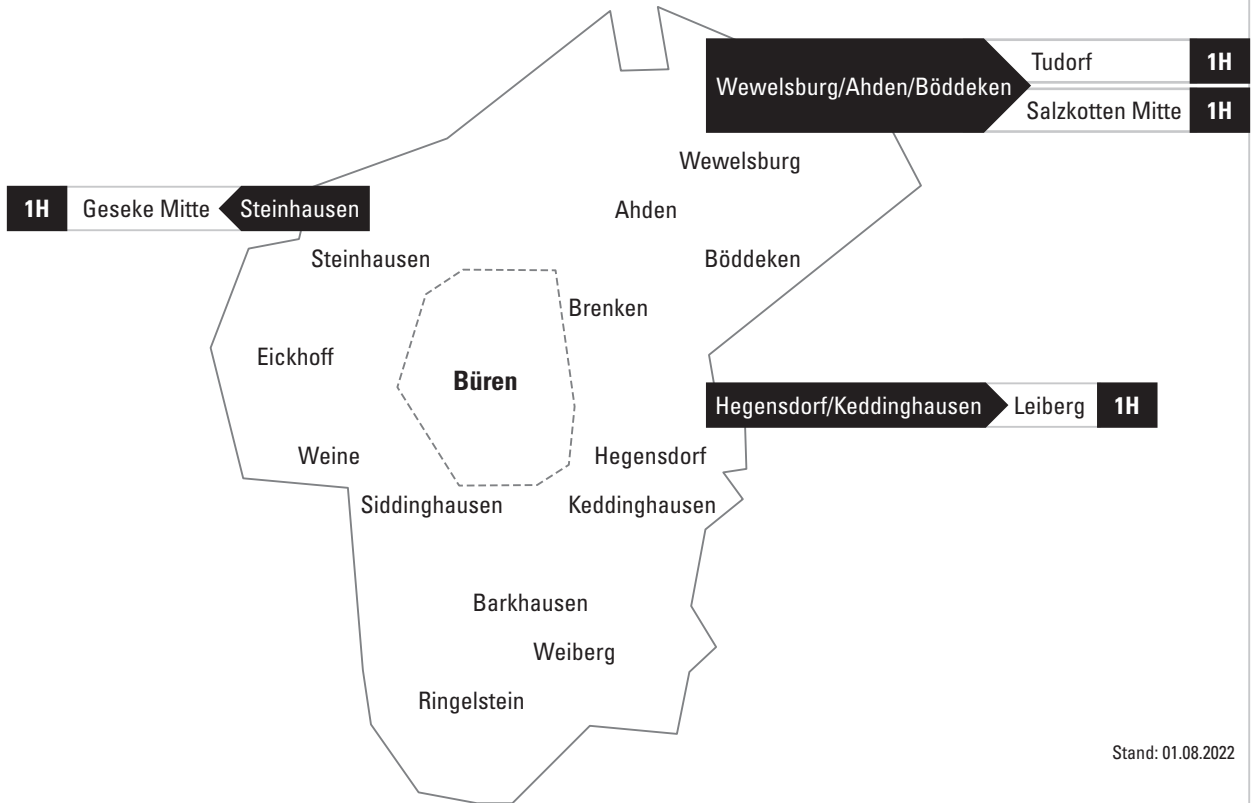 Wewelsburg/Ahden/Böddeken
Tudorf 1H
Salzkotten Mitte 1H
Wewelsburg
1H Geseke Mitte Steinhausen
Ahden
Steinhausen
Böddeken
Brenken
Eickhoff
Büren
Hegensdorf/Keddinghausen Leiberg 1H
Weine
Hegensdorf
Siddinghausen
Keddinghausen
Barkhausen
Weiberg
Ringelstein
Stand: 01.08.2022